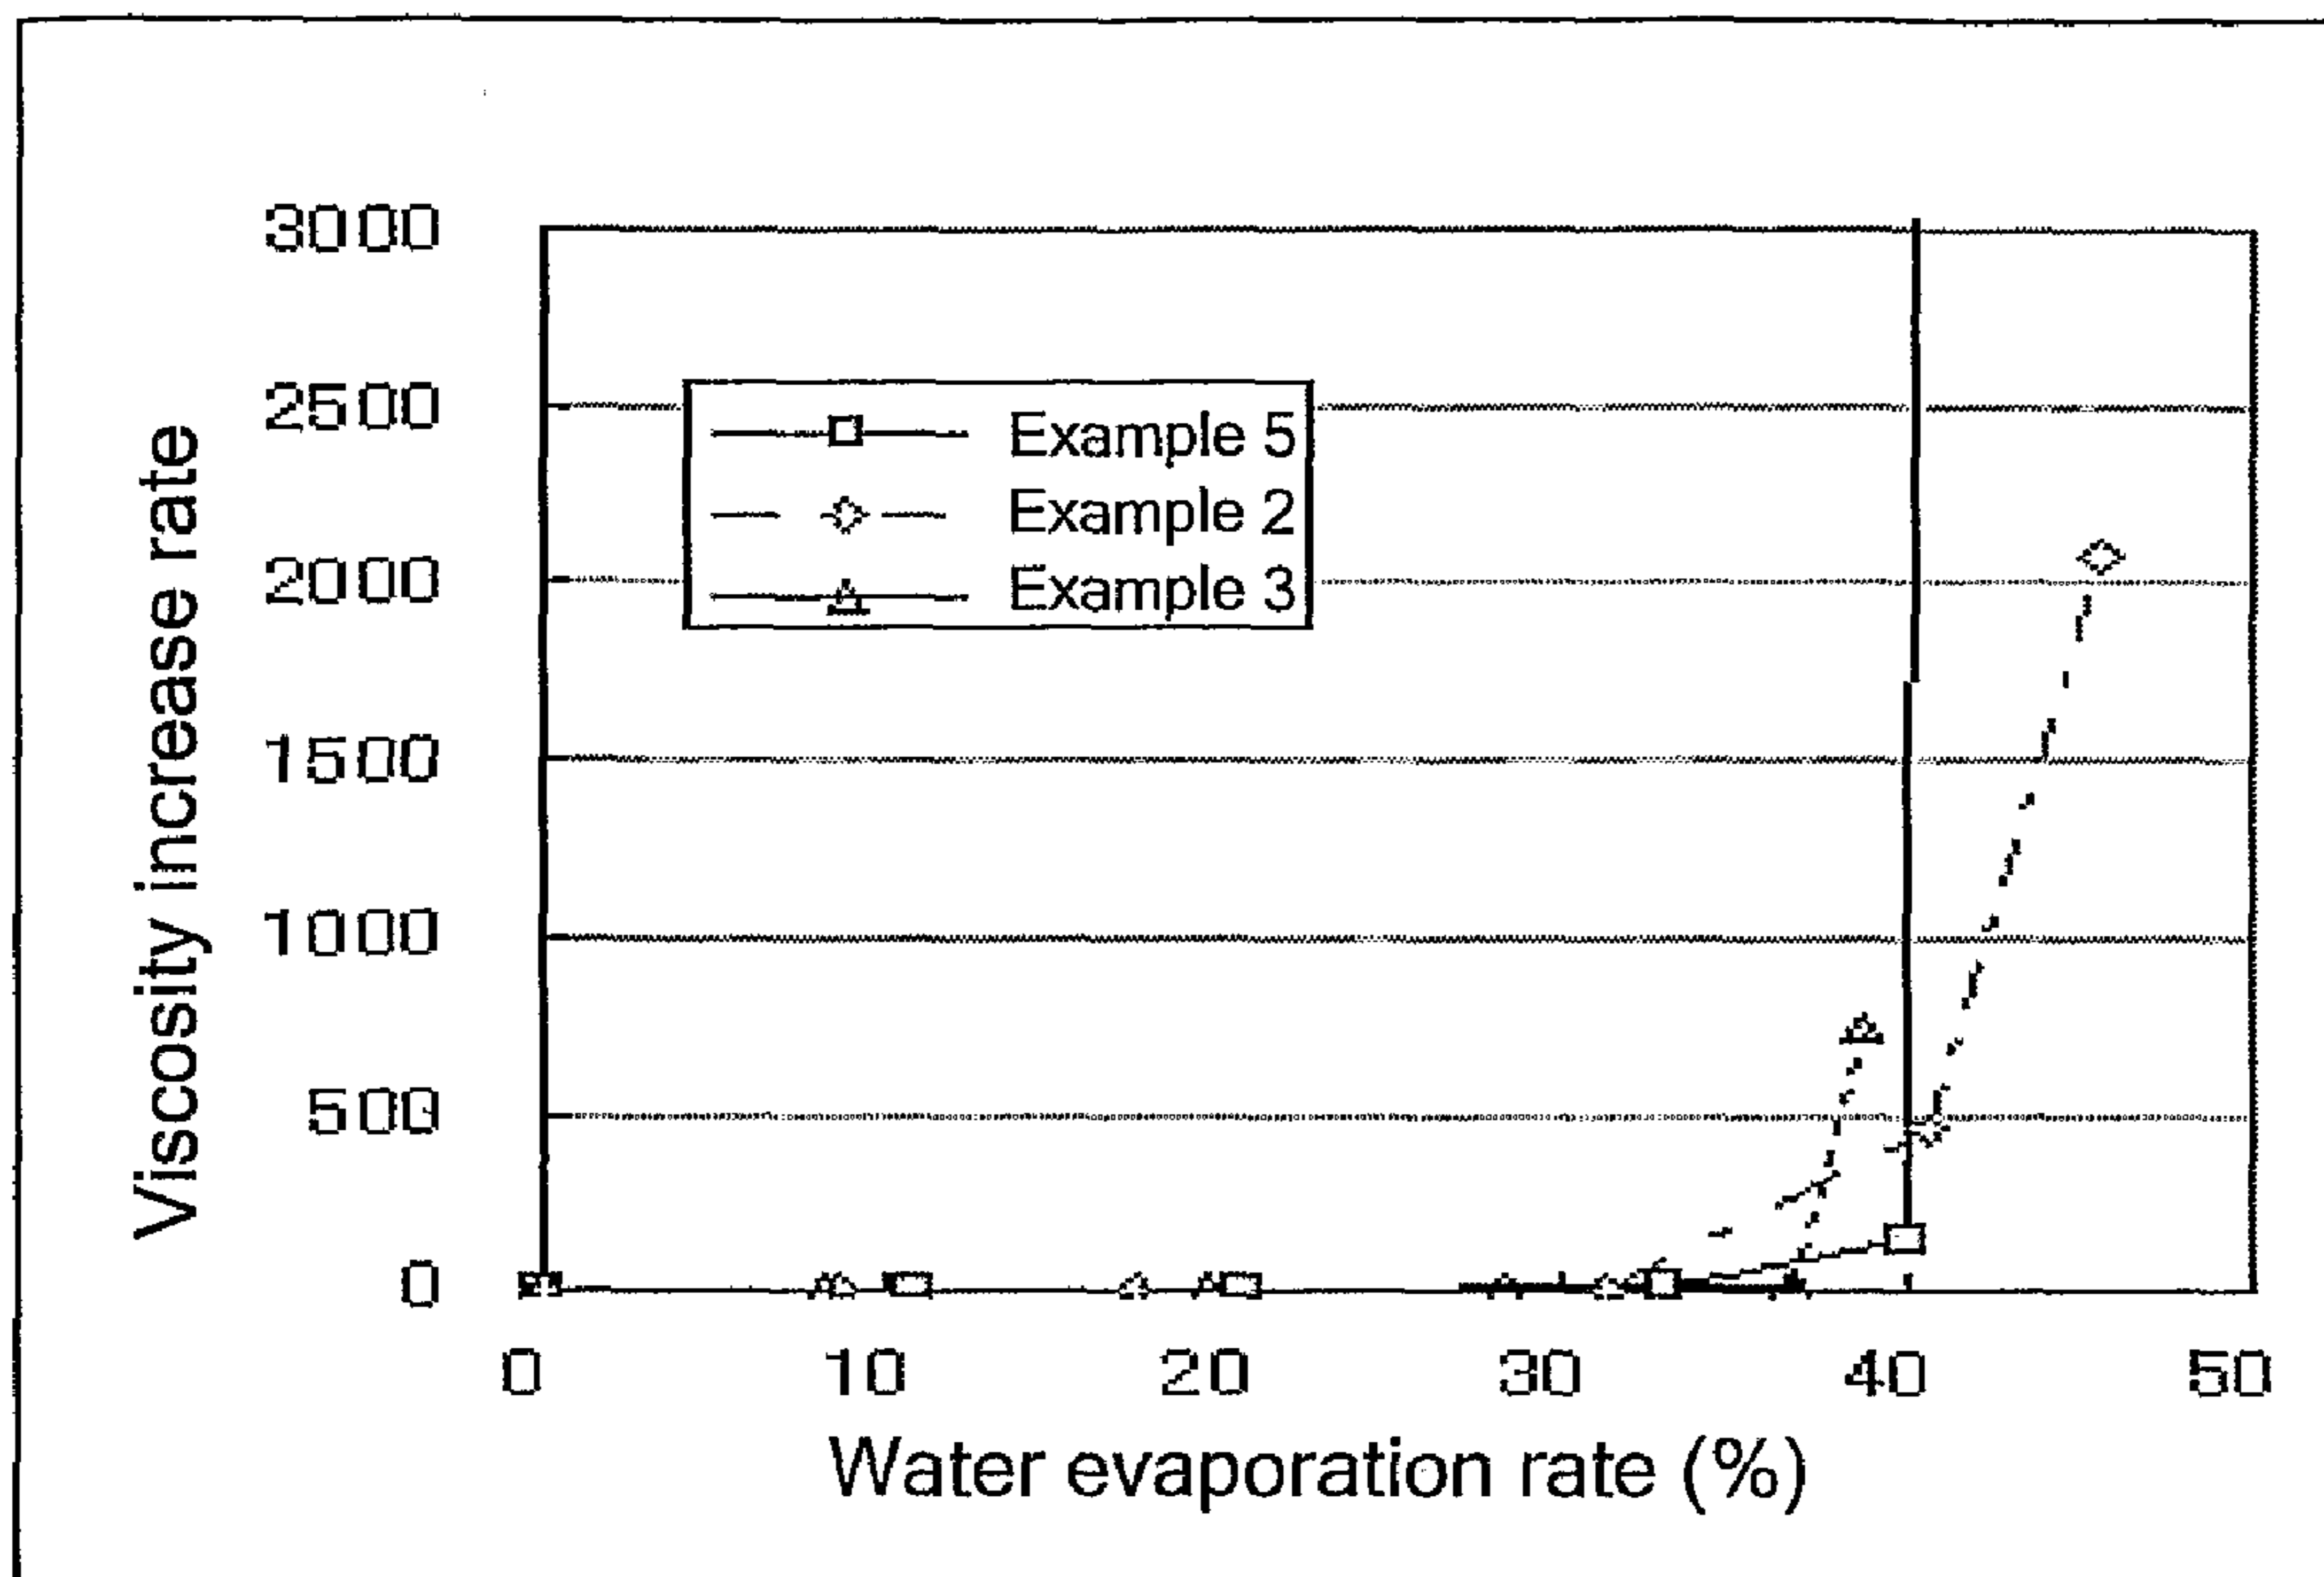 3000
2500
2000
1500
1000
500
0
Viscosity increase rate
Example 5
Example 2
Example 3
0 10 20 30 40 50
Water evaporation rate (%)